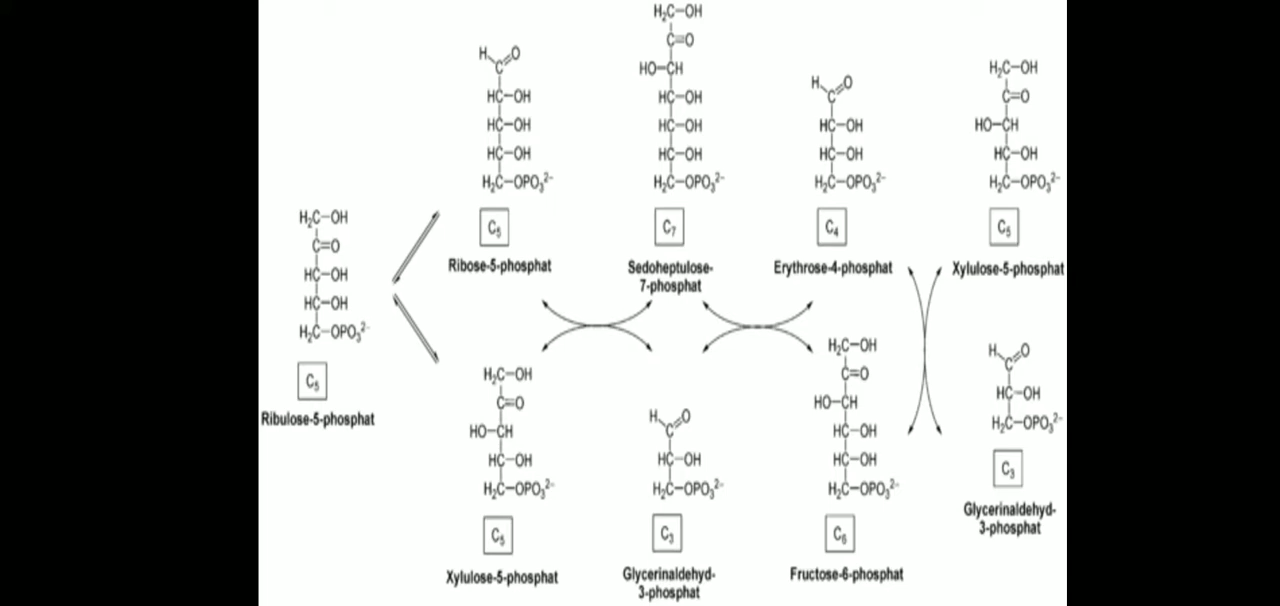 H₂C–OH
C=O
HC–OH
HC–OH
H₂C–OPO₃²⁻
C₅
Ribulose-5-phosphat
H O
C
HC–OH
HC–OH
HC–OH
H₂C–OPO₃²⁻
C₅
Ribose-5-phosphat
H₂C–OH
C=O
HO–CH
HC–OH
HC–OH
HC–OH
H₂C–OPO₃²⁻
C₇
Sedoheptulose-
7-phosphat
H O
C
HC–OH
HC–OH
H₂C–OPO₃²⁻
C₄
Erythrose-4-phosphat
H₂C–OH
C=O
HO–CH
HC–OH
H₂C–OPO₃²⁻
C₅
Xylulose-5-phosphat
H₂C–OH
C=O
HO–CH
HC–OH
H₂C–OPO₃²⁻
C₅
Xylulose-5-phosphat
H O
C
HC–OH
H₂C–OPO₃²⁻
C₃
Glycerinaldehyd-
3-phosphat
H₂C–OH
C=O
HO–CH
HC–OH
HC–OH
H₂C–OPO₃²⁻
C₆
Fructose-6-phosphat
H O
C
HC–OH
H₂C–OPO₃²⁻
C₃
Glycerinaldehyd-
3-phosphat